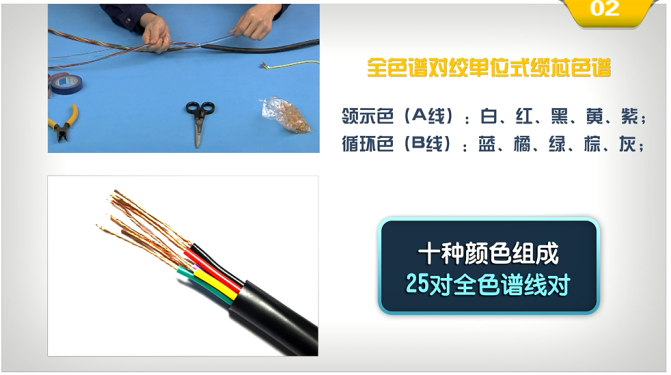 02
全色谱对绞单位式缆芯色谱
领示色（A线）：白、红、黑、黄、紫；
循环色（B线）：蓝、橘、绿、棕、灰；
十种颜色组成
25对全色谱线对